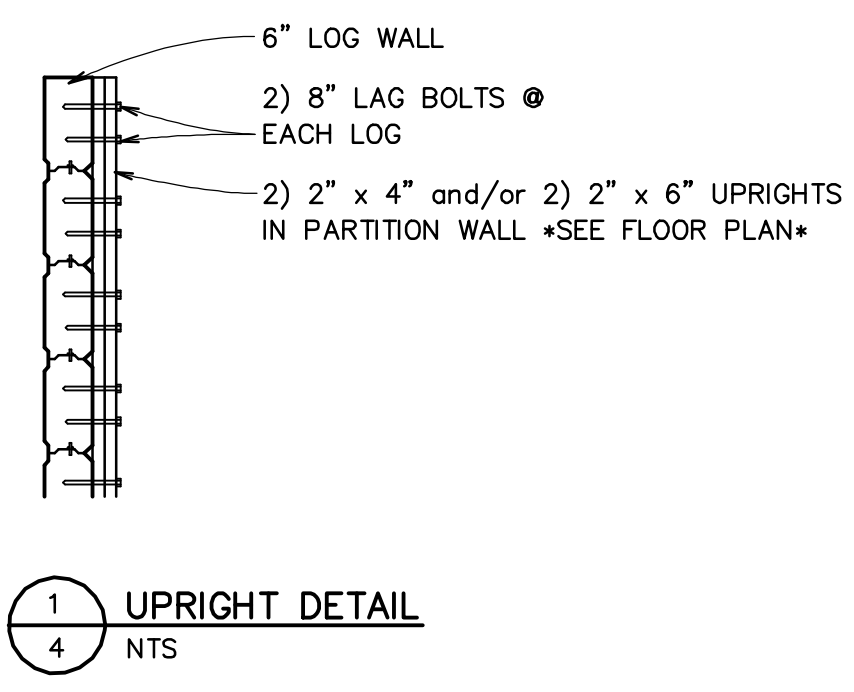 6” LOG WALL
2) 8” LAG BOLTS @
EACH LOG
2) 2” x 4” and/or 2) 2” x 6” UPRIGHTS
IN PARTITION WALL *SEE FLOOR PLAN*
1
UPRIGHT DETAIL
4
NTS